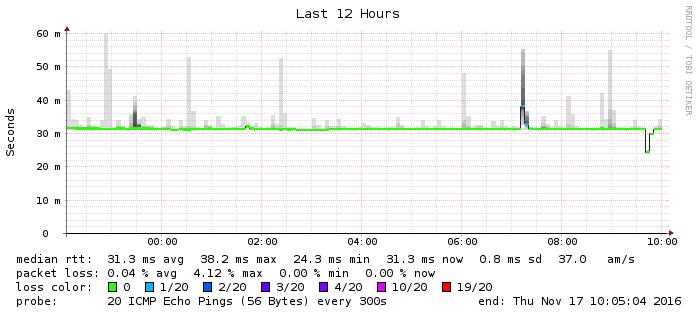 Last 12 Hours
RRDTOOL / TOBI OETIKER
Seconds
60 m
50 m
40 m
30 m
20 m
10 m
0
00:00 02:00 04:00 06:00 08:00 10:00
median rtt: 31.3 ms avg 38.2 ms max 24.3 ms min 31.3 ms now 0.8 ms sd 37.0 am/s
packet loss: 0.04 % avg 4.12 % max 0.00 % min 0.00 % now
loss color: 0 1/20 2/20 3/20 4/20 10/20 19/20
probe: 20 ICMP Echo Pings (56 Bytes) every 300s end: Thu Nov 17 10:05:04 2016